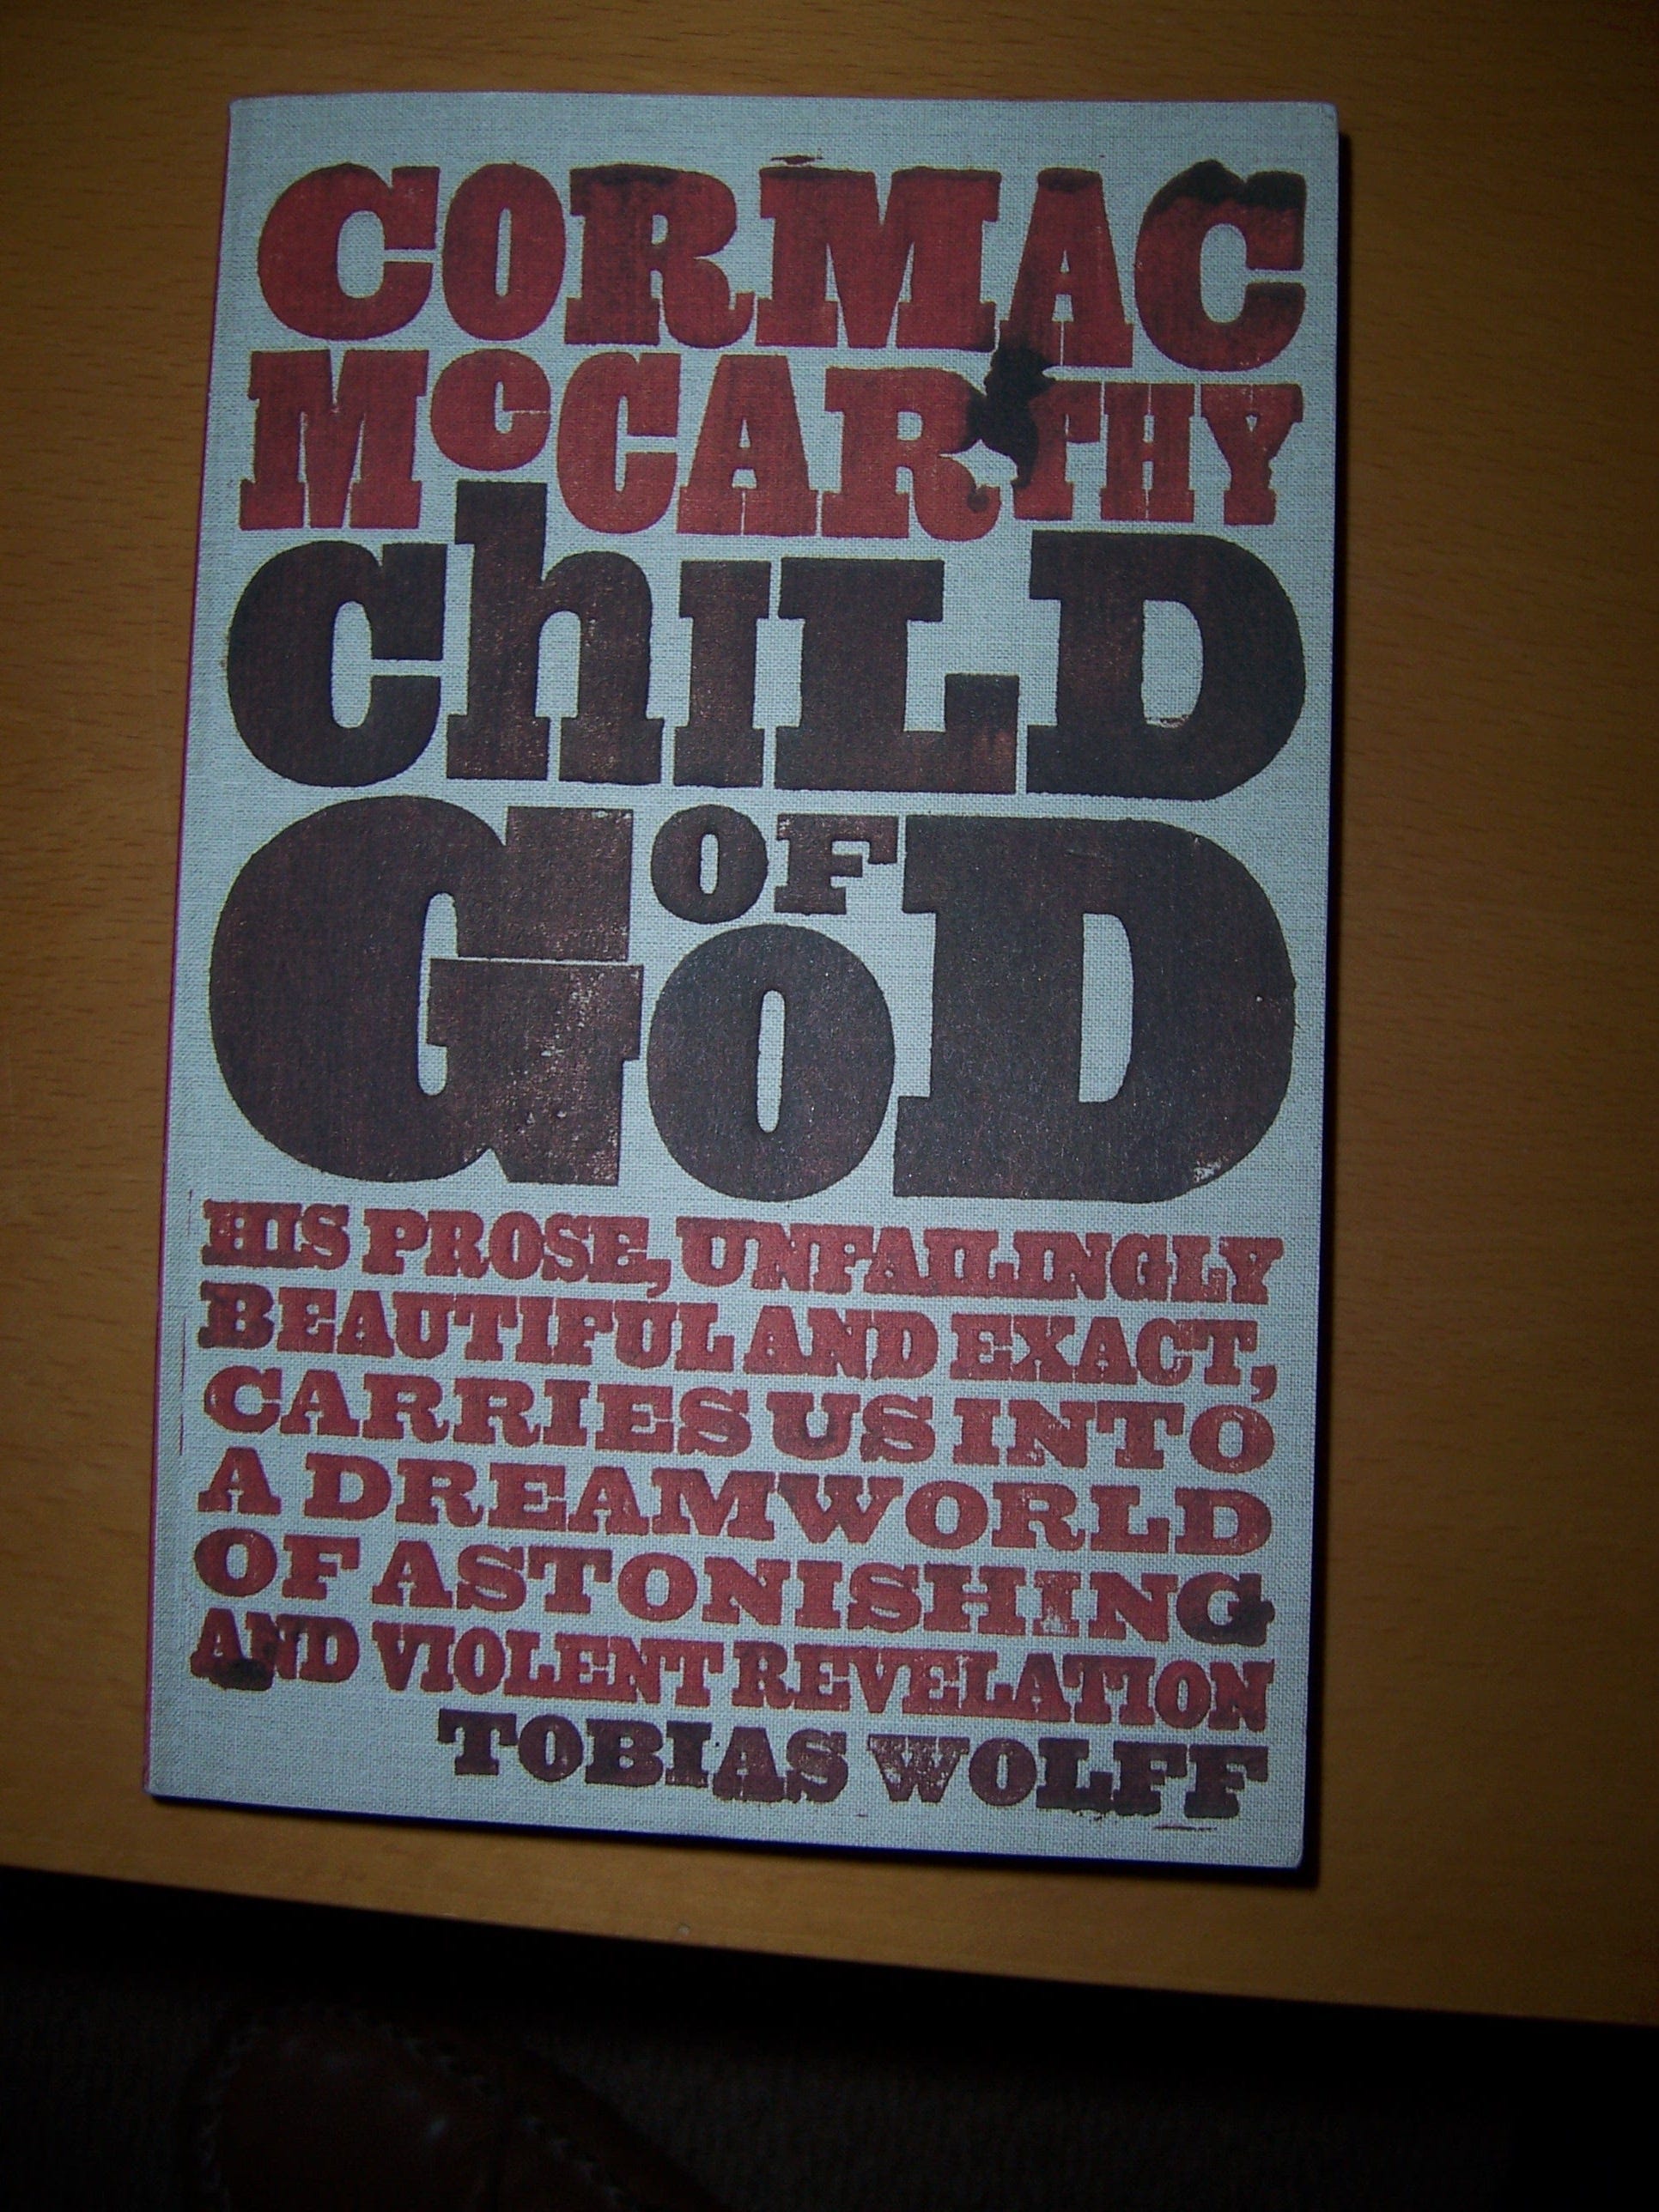 CORMAC
McCARTHY
ChILD
OF
GoD
HIS PROSE, UNFAILINGLY
BEAUTIFUL AND EXACT,
CARRIES US INTO
A DREAMWORLD
OF ASTONISHING
AND VIOLENT REVELATION
TOBIAS WOLFF